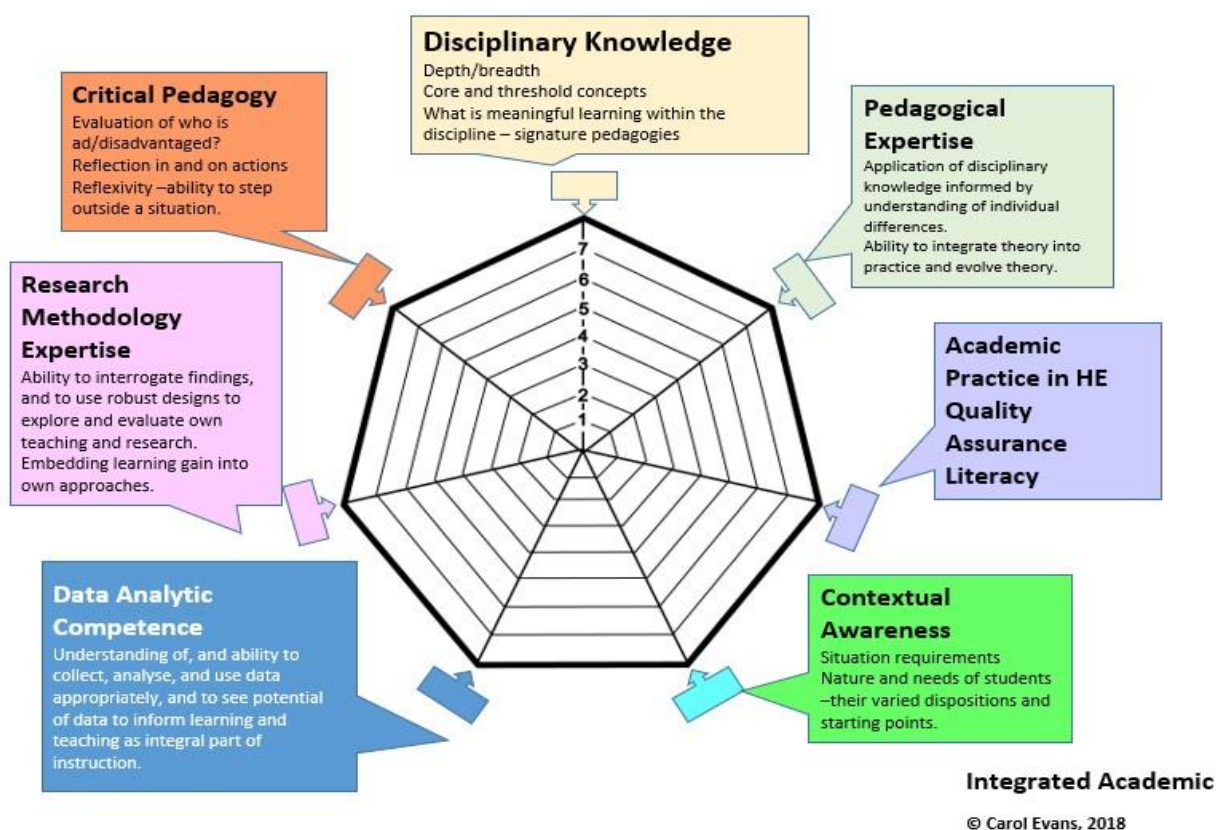 Disciplinary Knowledge
Depth/breadth
Core and threshold concepts
What is meaningful learning within the
discipline – signature pedagogies
Critical Pedagogy
Evaluation of who is
ad/disadvantaged?
Reflection in and on actions
Reflexivity –ability to step
outside a situation.
Pedagogical
Expertise
Application of disciplinary
knowledge informed by
understanding of individual
differences.
Ability to integrate theory into
practice and evolve theory.
Research
Methodology
Expertise
Ability to interrogate findings,
and to use robust designs to
explore and evaluate own
teaching and research.
Embedding learning gain into
own approaches.
7
6
5
4
3
2
1
Academic
Practice in HE
Quality
Assurance
Literacy
Data Analytic
Competence
Understanding of, and ability to
collect, analyse, and use data
appropriately, and to see potential
of data to inform learning and
teaching as integral part of
instruction.
Contextual
Awareness
Situation requirements
Nature and needs of students
–their varied dispositions and
starting points.
Integrated Academic
© Carol Evans, 2018